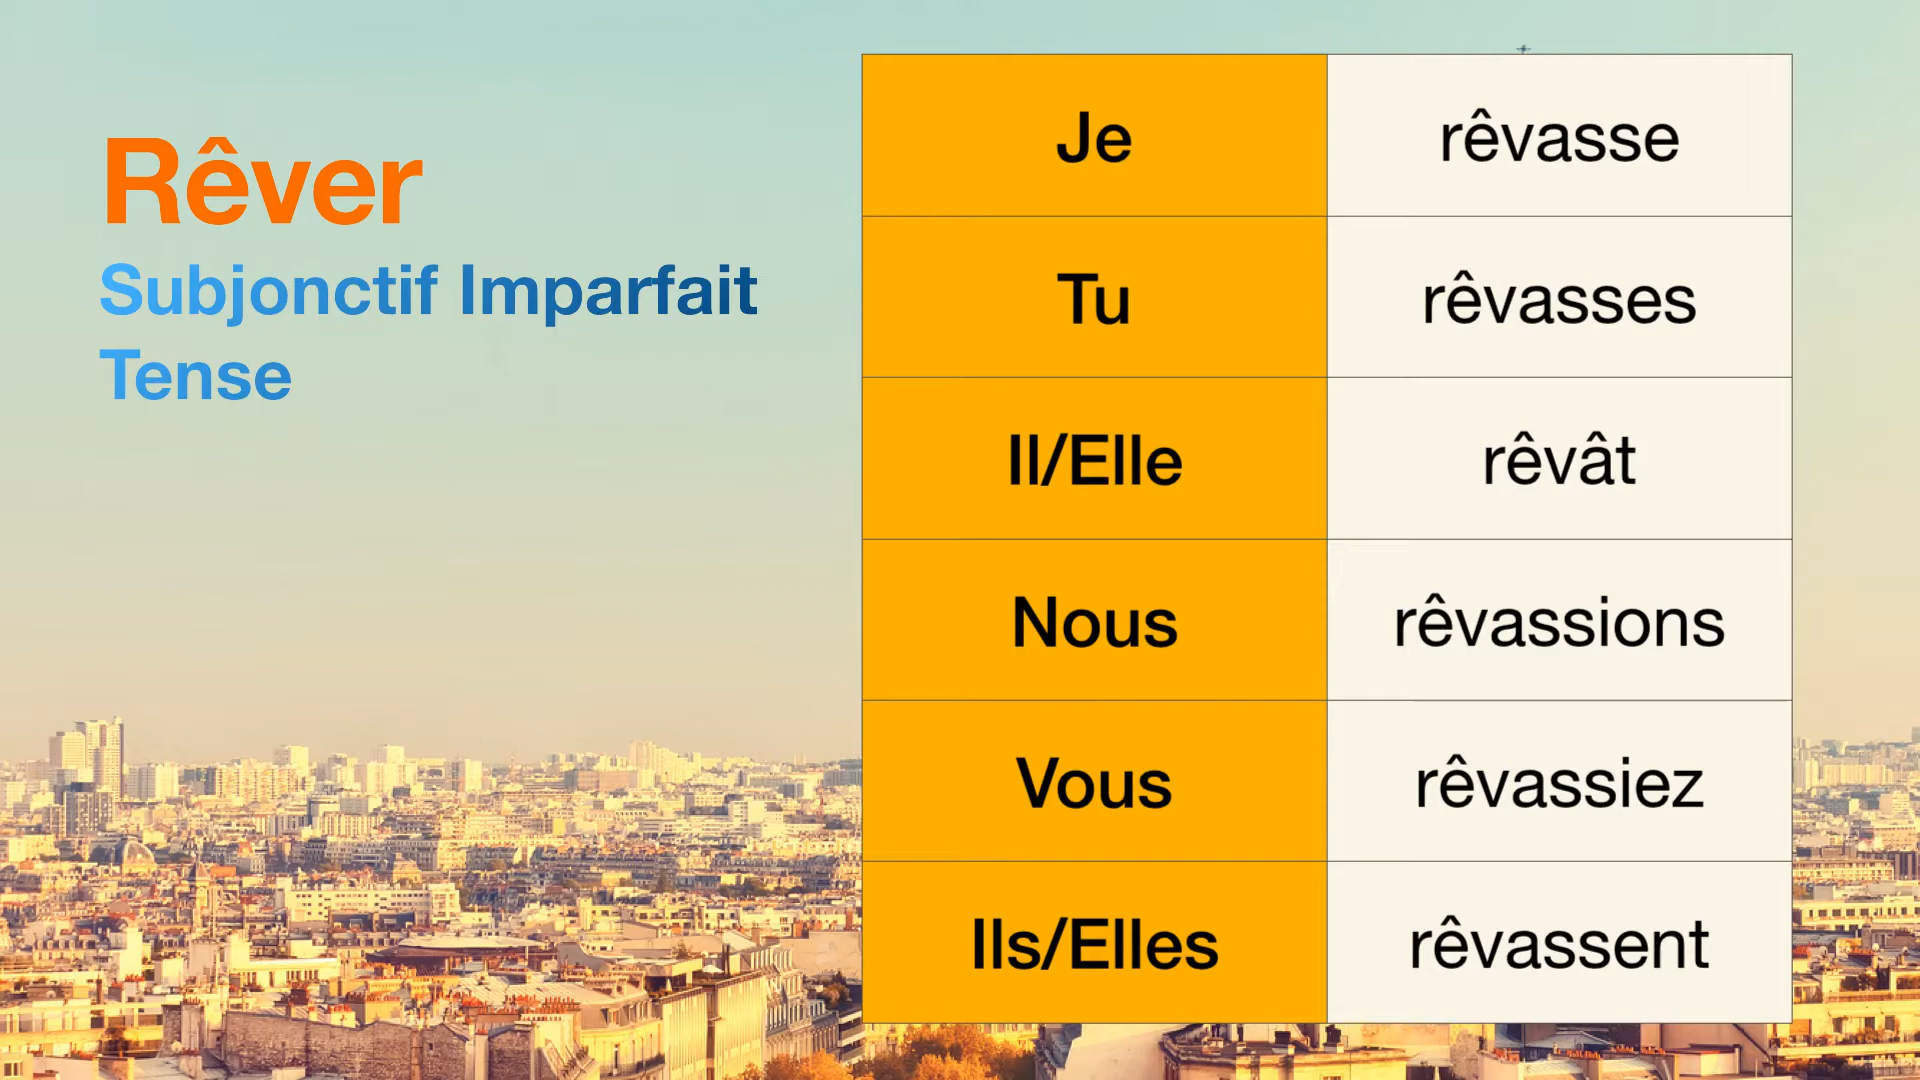 Rêver
Subjonctif Imparfait
Tense
Je rêvasse
Tu rêvasses
Il/Elle rêvât
Nous rêvassions
Vous rêvassiez
Ils/Elles rêvassent